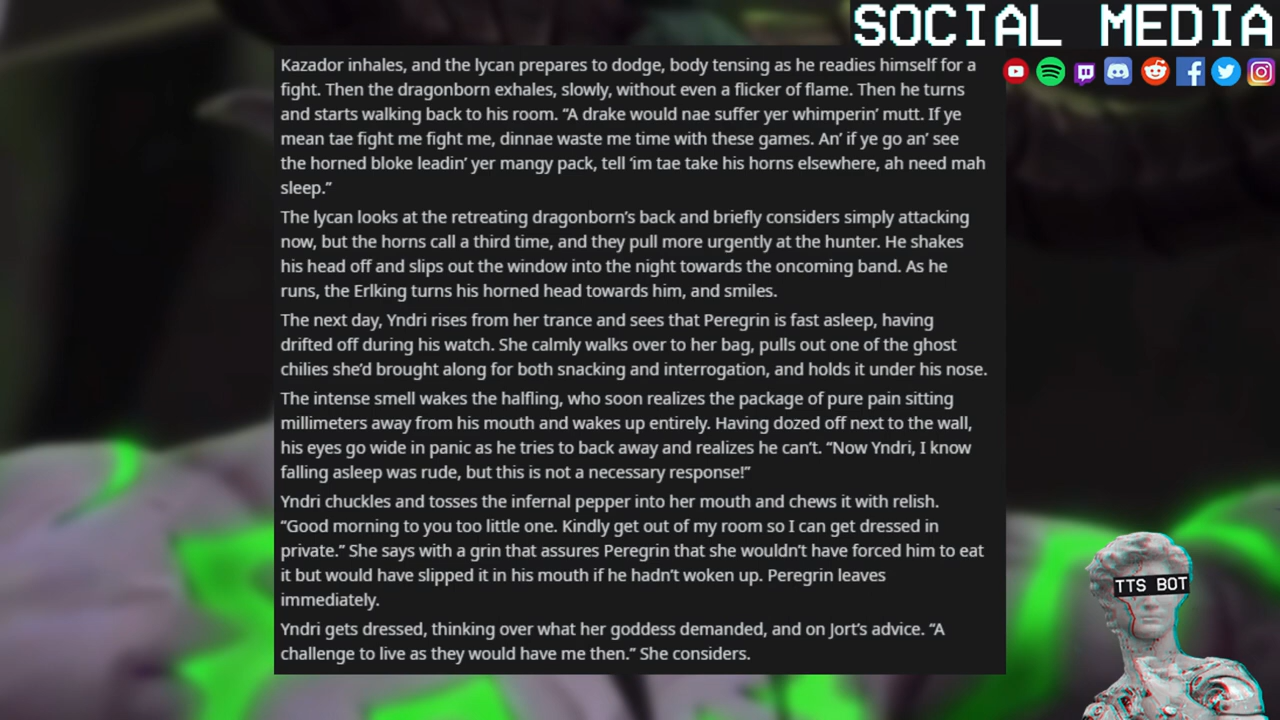 SOCIAL MEDIA
Kazador inhales, and the lycan prepares to dodge, body tensing as he readies himself for a
fight. Then the dragonborn exhales, slowly, without even a flicker of flame. Then he turns
and starts walking back to his room. “A drake would nae suffer yer whimperin’ mutt. If ye
mean tae fight me fight me, dinnae waste me time with these games. An’ if ye go an’ see
the horned bloke leadin’ yer mangy pack, tell ‘im tae take his horns elsewhere, ah need mah
sleep.”
The lycan looks at the retreating dragonborn’s back and briefly considers simply attacking
now, but the horns call a third time, and they pull more urgently at the hunter. He shakes
his head off and slips out the window into the night towards the oncoming band. As he
runs, the Erlking turns his horned head towards him, and smiles.
The next day, Yndri rises from her trance and sees that Peregrin is fast asleep, having
drifted off during his watch. She calmly walks over to her bag, pulls out one of the ghost
chilies she’d brought along for both snacking and interrogation, and holds it under his nose.
The intense smell wakes the halfling, who soon realizes the package of pure pain sitting
millimeters away from his mouth and wakes up entirely. Having dozed off next to the wall,
his eyes go wide in panic as he tries to back away and realizes he can’t. “Now Yndri, I know
falling asleep was rude, but this is not a necessary response!”
Yndri chuckles and tosses the infernal pepper into her mouth and chews it with relish.
“Good morning to you too little one. Kindly get out of my room so I can get dressed in
private.” She says with a grin that assures Peregrin that she wouldn’t have forced him to eat
it but would have slipped it in his mouth if he hadn’t woken up. Peregrin leaves
immediately.
Yndri gets dressed, thinking over what her goddess demanded, and on Jort’s advice. “A
challenge to live as they would have me then.” She considers.
TTS BOT